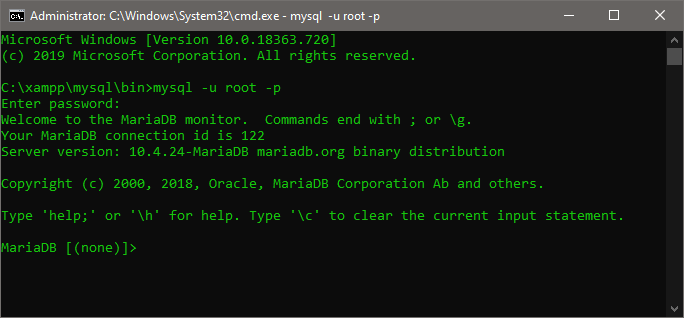 Administrator: C:\Windows\System32\cmd.exe - mysql -u root -p
Microsoft Windows [Version 10.0.18363.720]
(c) 2019 Microsoft Corporation. All rights reserved.
C:\xampp\mysql\bin>mysql -u root -p
Enter password:
Welcome to the MariaDB monitor.  Commands end with ; or \g.
Your MariaDB connection id is 122
Server version: 10.4.24-MariaDB mariadb.org binary distribution
Copyright (c) 2000, 2018, Oracle, MariaDB Corporation Ab and others.
Type 'help;' or '\h' for help. Type '\c' to clear the current input statement.
MariaDB [(none)]>